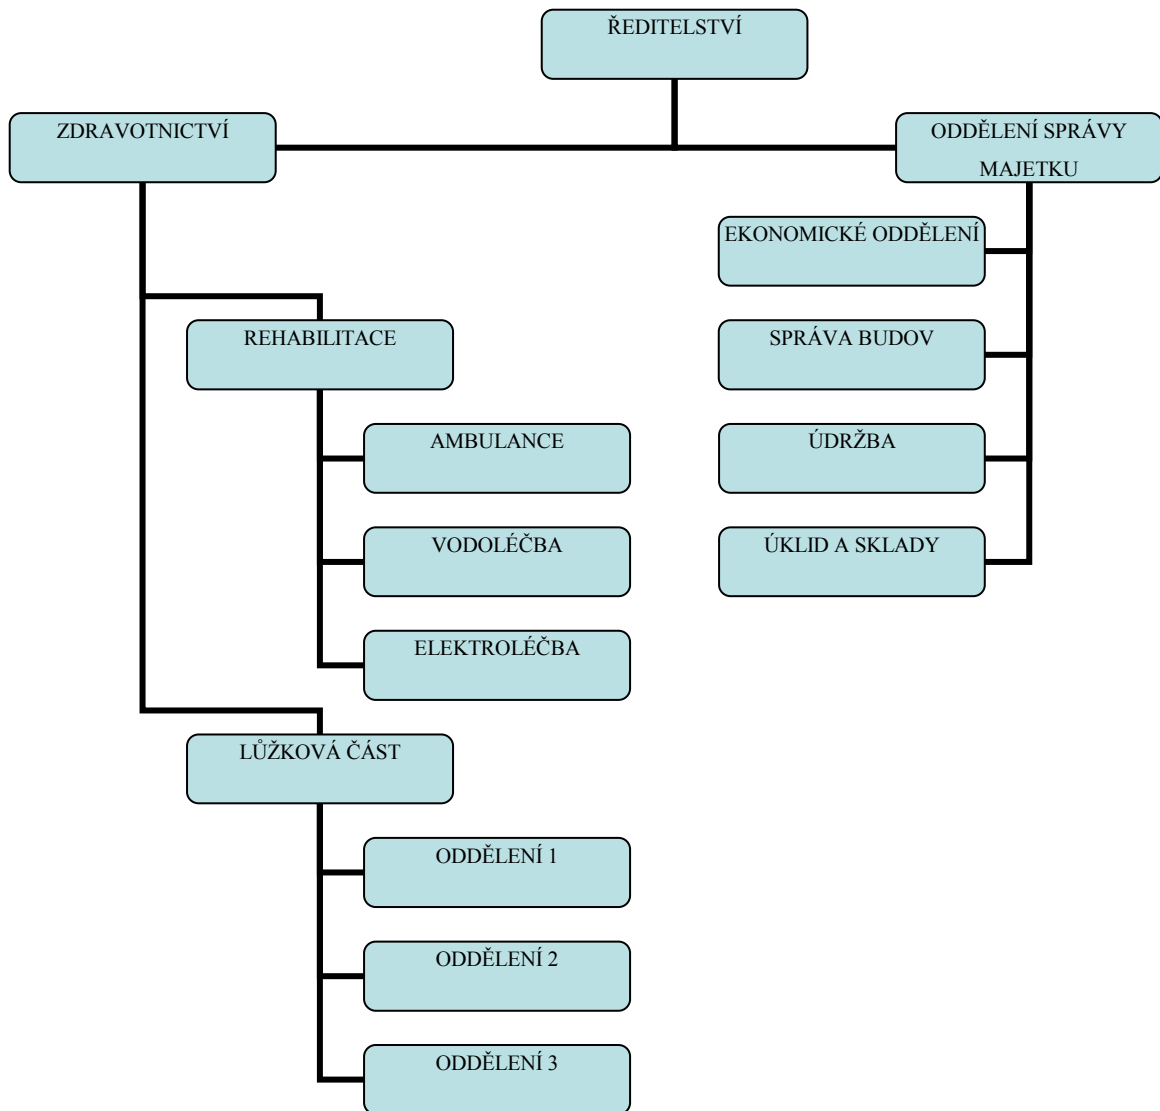 ŘEDITELSTVÍ
ZDRAVOTNICTVÍ
ODDĚLENÍ SPRÁVY
MAJETKU
EKONOMICKÉ ODDĚLENÍ
REHABILITACE
SPRÁVA BUDOV
AMBULANCE
ÚDRŽBA
VODOLÉČBA
ÚKLID A SKLADY
ELEKTROLÉČBA
LŮŽKOVÁ ČÁST
ODDĚLENÍ 1
ODDĚLENÍ 2
ODDĚLENÍ 3